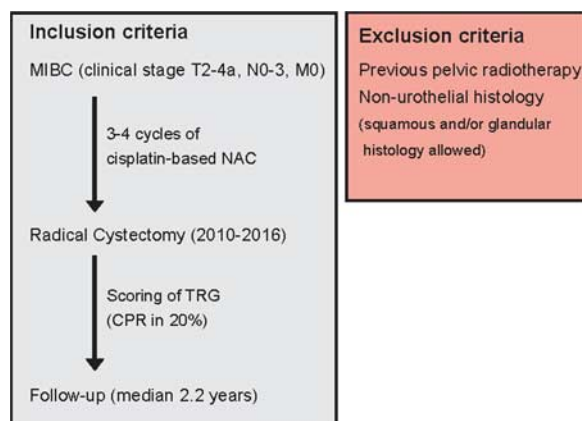 Inclusion criteria
MIBC (clinical stage T2-4a, N0-3, M0)
3-4 cycles of
cisplatin-based NAC
Radical Cystectomy (2010-2016)
Scoring of TRG
(CPR in 20%)
Follow-up (median 2.2 years)
Exclusion criteria
Previous pelvic radiotherapy
Non-urothelial histology
(squamous and/or glandular
histology allowed)